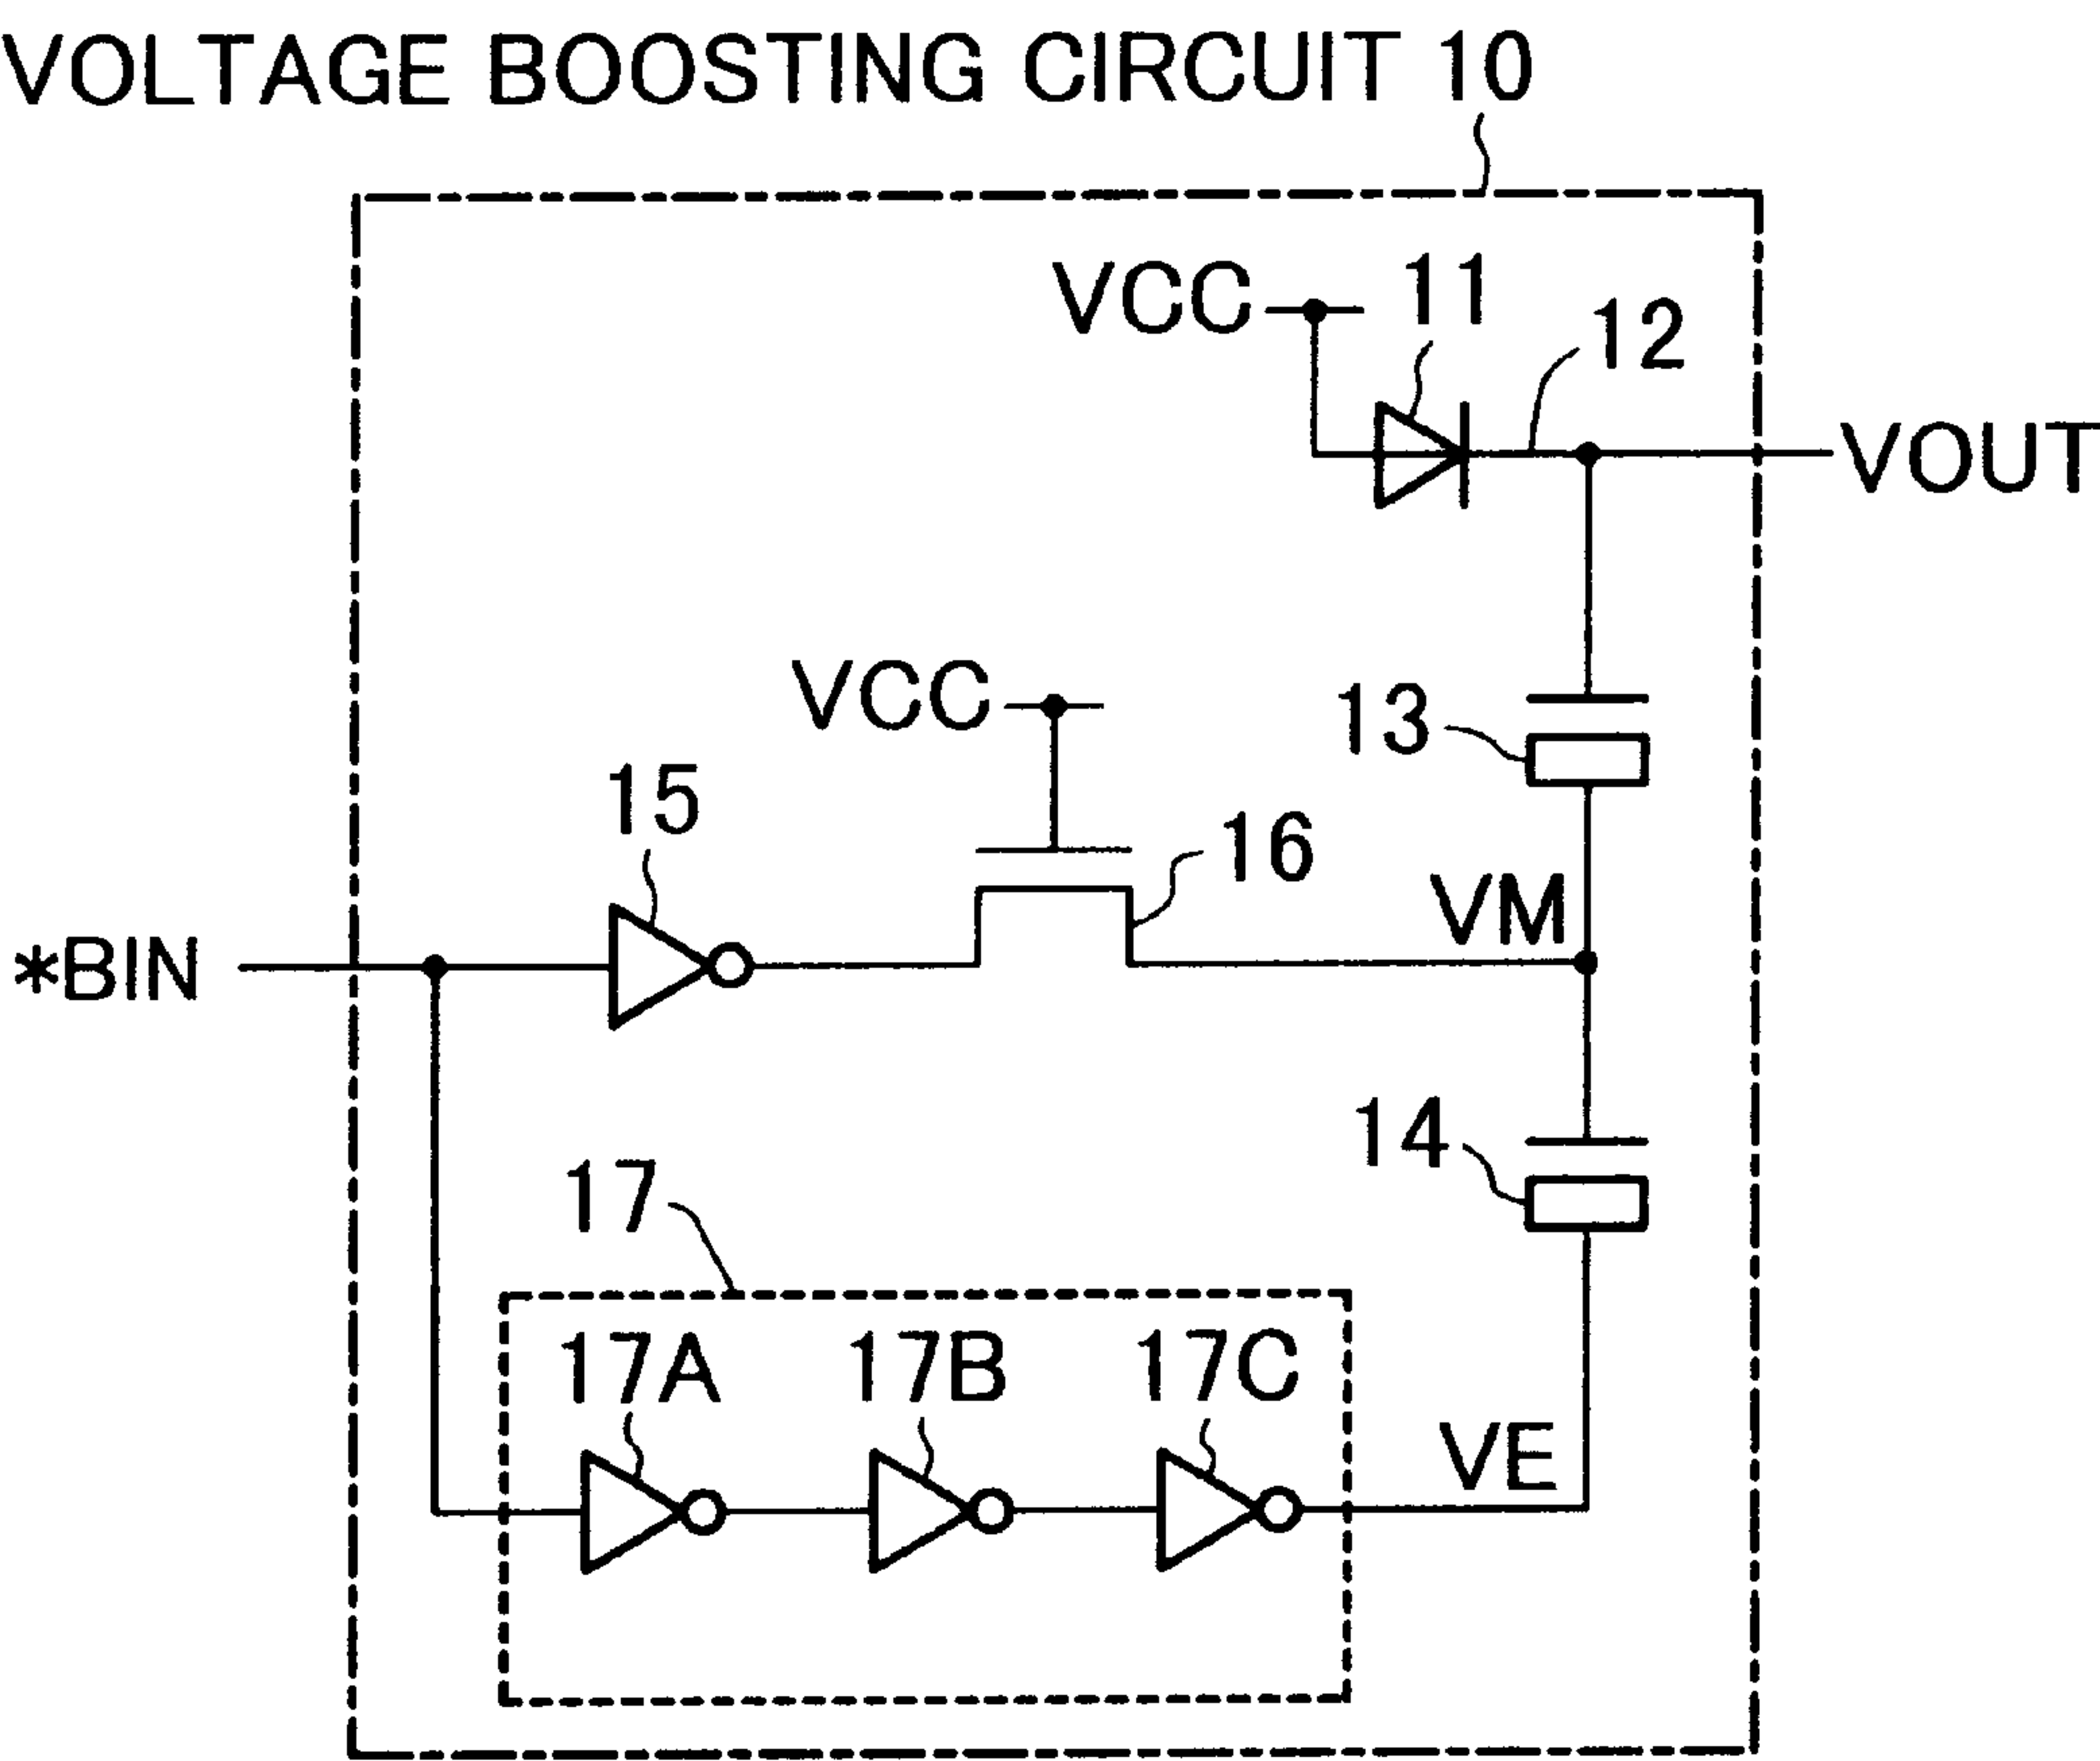 VOLTAGE BOOSTING CIRCUIT 10
VCC
11
12
VOUT
VCC
13
15
16
VM
*BIN
14
17
17A
17B
17C
VE